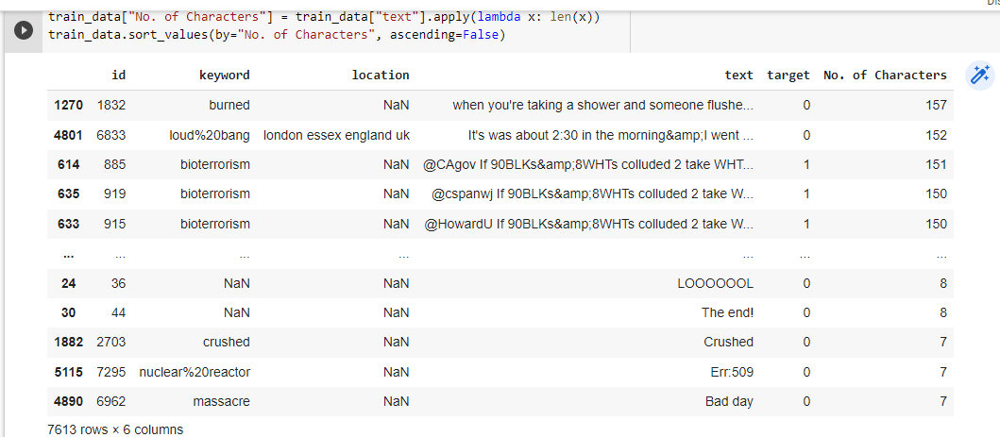 Dis
train_data["No. of Characters"] = train_data["text"].apply(lambda x: len(x))
train_data.sort_values(by="No. of Characters", ascending=False)
id keyword location text target No. of Characters
1270 1832 burned NaN when you're taking a shower and someone flushe... 0 157
4801 6833 loud%20bang london essex england uk It's was about 2:30 in the morning&amp;I went ... 0 152
614 885 bioterrorism NaN @CAgov If 90BLKs&amp;8WHTs colluded 2 take WHT... 1 151
635 919 bioterrorism NaN @cspanwj If 90BLKs&amp;8WHTs colluded 2 take W... 1 150
633 915 bioterrorism NaN @HowardU If 90BLKs&amp;8WHTs colluded 2 take W... 1 150
... ... ... ... ... ... ...
24 36 NaN NaN LOOOOOOL 0 8
30 44 NaN NaN The end! 0 8
1882 2703 crushed NaN Crushed 0 7
5115 7295 nuclear%20reactor NaN Err:509 0 7
4890 6962 massacre NaN Bad day 0 7
7613 rows × 6 columns